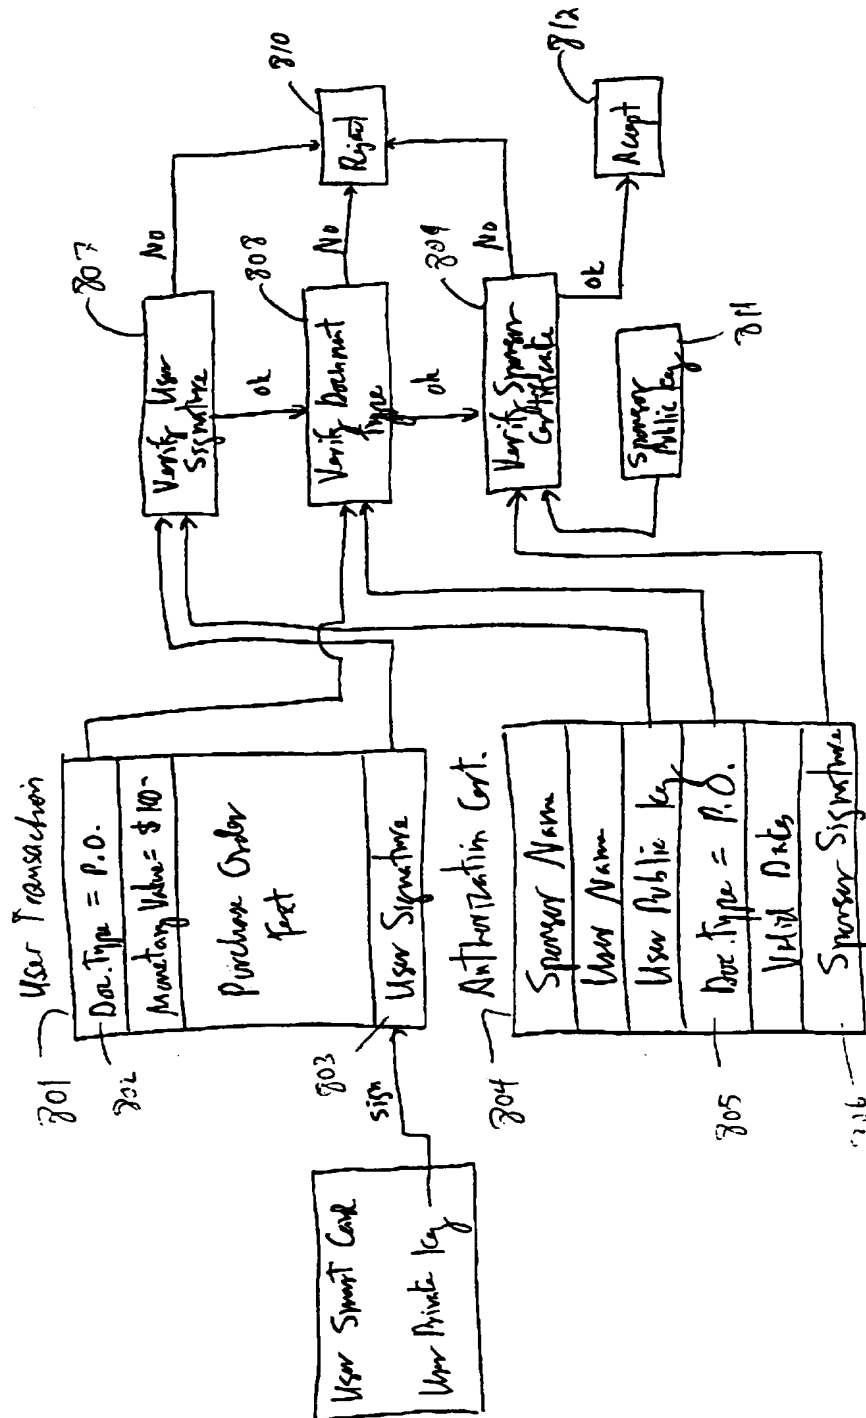 User Smart Card
User Private Key
sign
801
User Transaction
802
Doc. Type = P.O.
Monetary Value = $100-
Purchase Order
Text
803
User Signature
804
Authorization Cert.
Sponsor Name
User Name
User Public Key
805
Doc. Type = P.O.
Valid Dates
Sponsor Signature
807
Verify User
Signature
No
ok
808
Verify Document
Type
No
ok
809
Verify Sponsor
Certificate
No
ok
810
Reject
811
Sponsor
Public Key
812
Accept